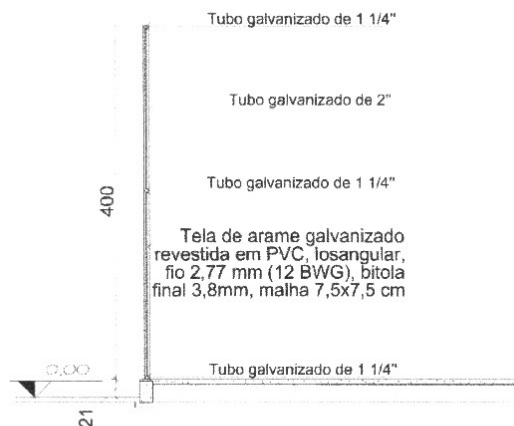 Tubo galvanizado de 1 1/4"
Tubo galvanizado de 2"
Tubo galvanizado de 1 1/4"
400
Tela de arame galvanizado
revestida em PVC, losangular,
fio 2,77 mm (12 BWG), bitola
final 3,8mm, malha 7,5x7,5 cm
0,00
Tubo galvanizado de 1 1/4"
21